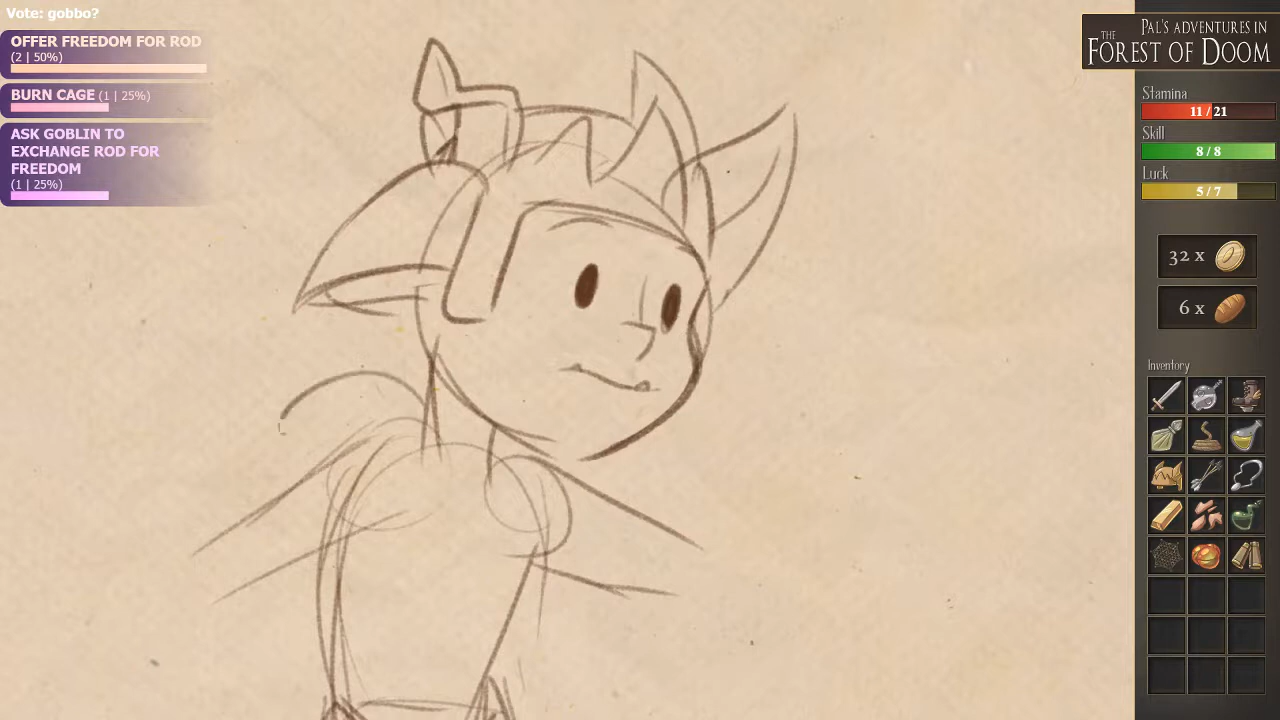 Vote: gobbo?
OFFER FREEDOM FOR ROD
(2 | 50%)
BURN CAGE (1 | 25%)
ASK GOBLIN TO
EXCHANGE ROD FOR
FREEDOM
(1 | 25%)
PAL'S ADVENTURES IN
THE FOREST OF DOOM
Stamina
11 / 21
Skill
8 / 8
Luck
5 / 7
32 x
6 x
Inventory